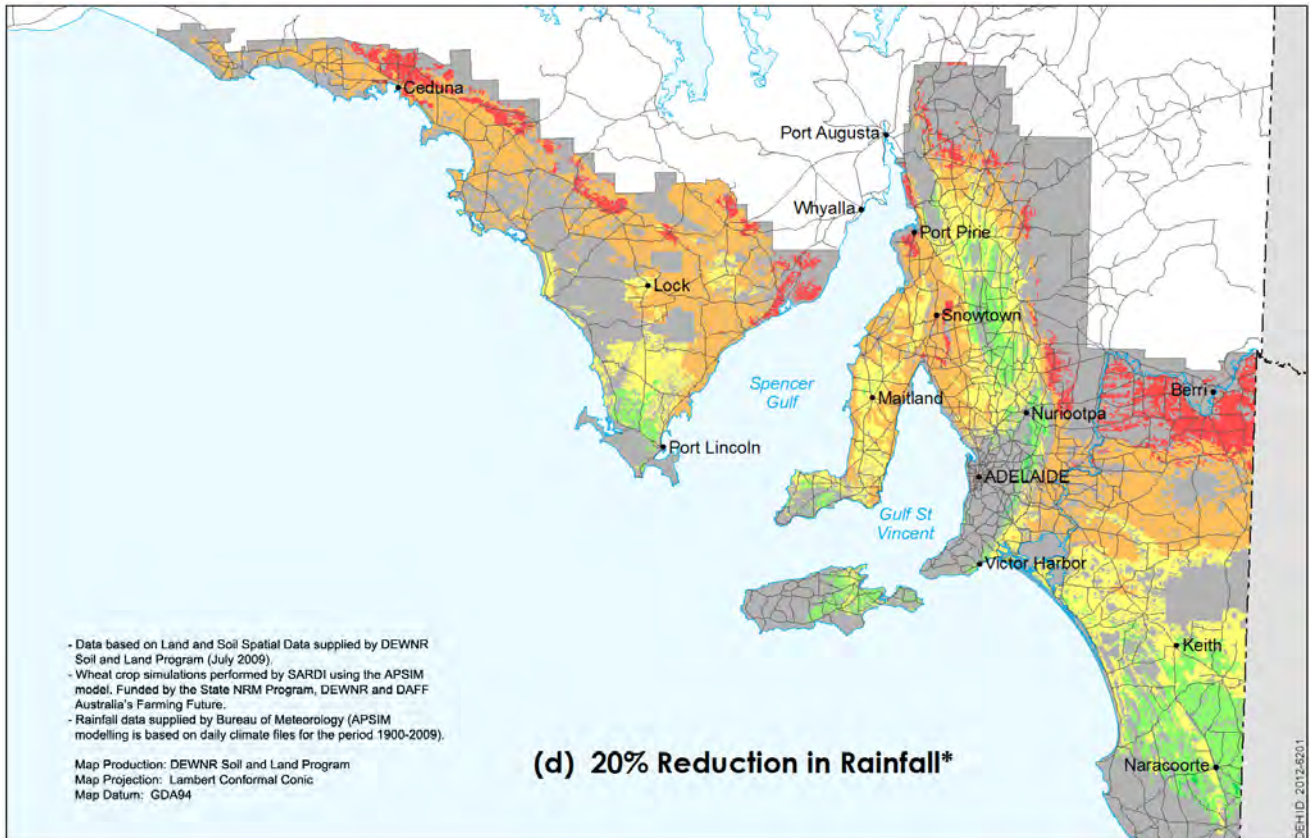 Ceduna
Port Augusta
Whyalla
Port Pirie
Lock
Snowtown
Spencer
Gulf
Maitland
Berri
Nuriootpa
Port Lincoln
ADELAIDE
Gulf St
Vincent
Victor Harbor
Keith
Naracoorte
- Data based on Land and Soil Spatial Data supplied by DEWNR
Soil and Land Program (July 2009).
- Wheat crop simulations performed by SARDI using the APSIM
model. Funded by the State NRM Program, DEWNR and DAFF
Australia's Farming Future.
- Rainfall data supplied by Bureau of Meteorology (APSIM
modelling is based on daily climate files for the period 1900-2009).
Map Production: DEWNR Soil and Land Program
Map Projection: Lambert Conformal Conic
Map Datum: GDA94
(d) 20% Reduction in Rainfall*
2012-6201